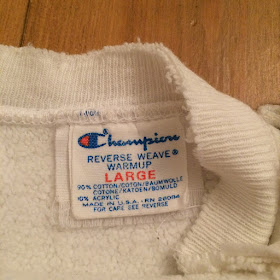 Champion
REVERSE WEAVE®
WARMUP
LARGE
90% COTTON/COTON/BAUMWOLLE
COTONE/KATOEN/BOMULD
10% ACRYLIC
MADE IN U.S.A. RN 26094
FOR CARE SEE REVERSE